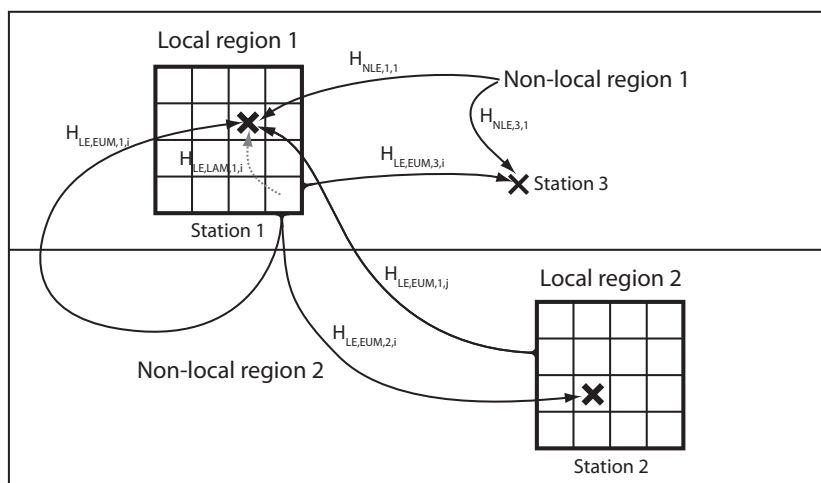 Local region 1
H_NLE,1,1
Non-local region 1
H_NLE,3,1
H_LE,EUM,1,i
H_LE,LAM,1,i
H_LE,EUM,3,i
Station 3
Station 1
H_LE,EUM,1,j
Local region 2
H_LE,EUM,2,i
Non-local region 2
Station 2